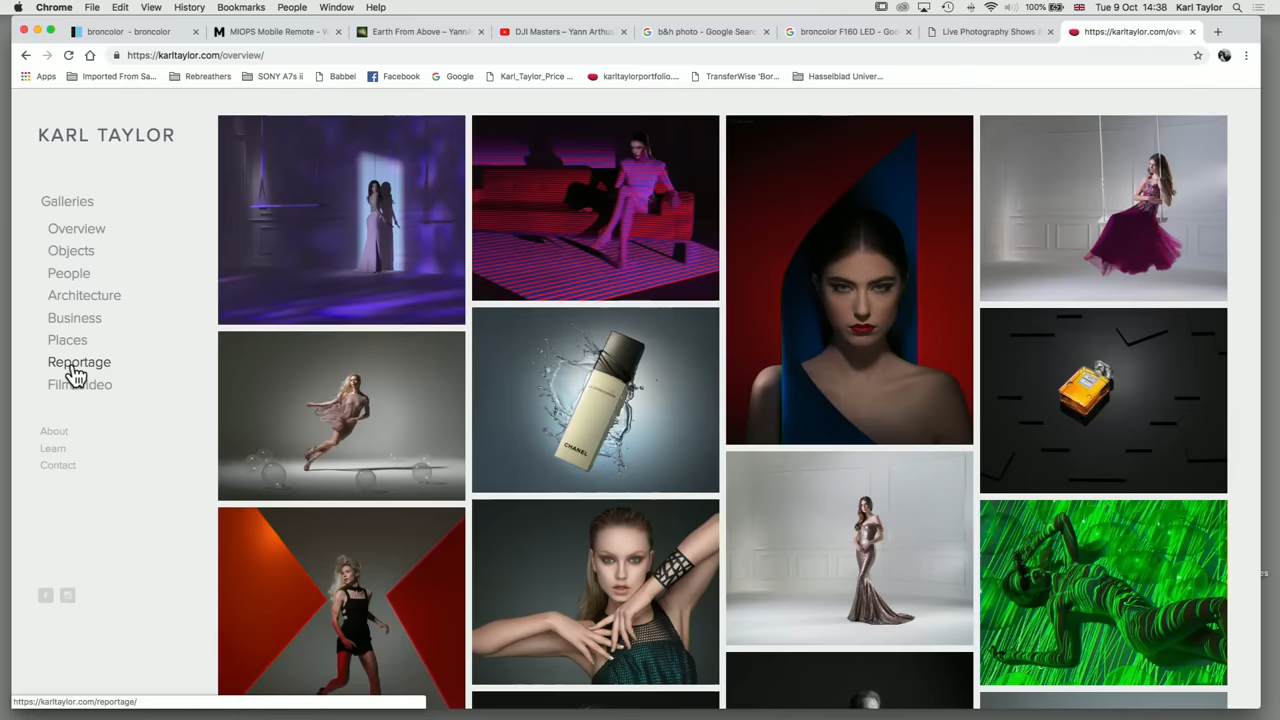 Chrome File Edit View History Bookmarks People Window Help 100% Tue 9 Oct 14:38 Karl Taylor
broncolor - broncolor × MIOPS Mobile Remote - × Earth From Above – Yann × DJI Masters – Yann Arthus × b&h photo - Google Sear × broncolor F160 LED - Go × Live Photography Shows × https://karltaylor.com/ove ×
https://karltaylor.com/overview/
Apps Imported From Sa... Rebreathers SONY A7s ii Babbel Facebook Google Karl_Taylor_Price ... karltaylorportfolio.... TransferWise 'Bor... Hasselblad Univer...
KARL TAYLOR
Galleries
Overview
Objects
People
Architecture
Business
Places
Reportage
Film/Video
About
Learn
Contact
CHANEL
https://karltaylor.com/reportage/